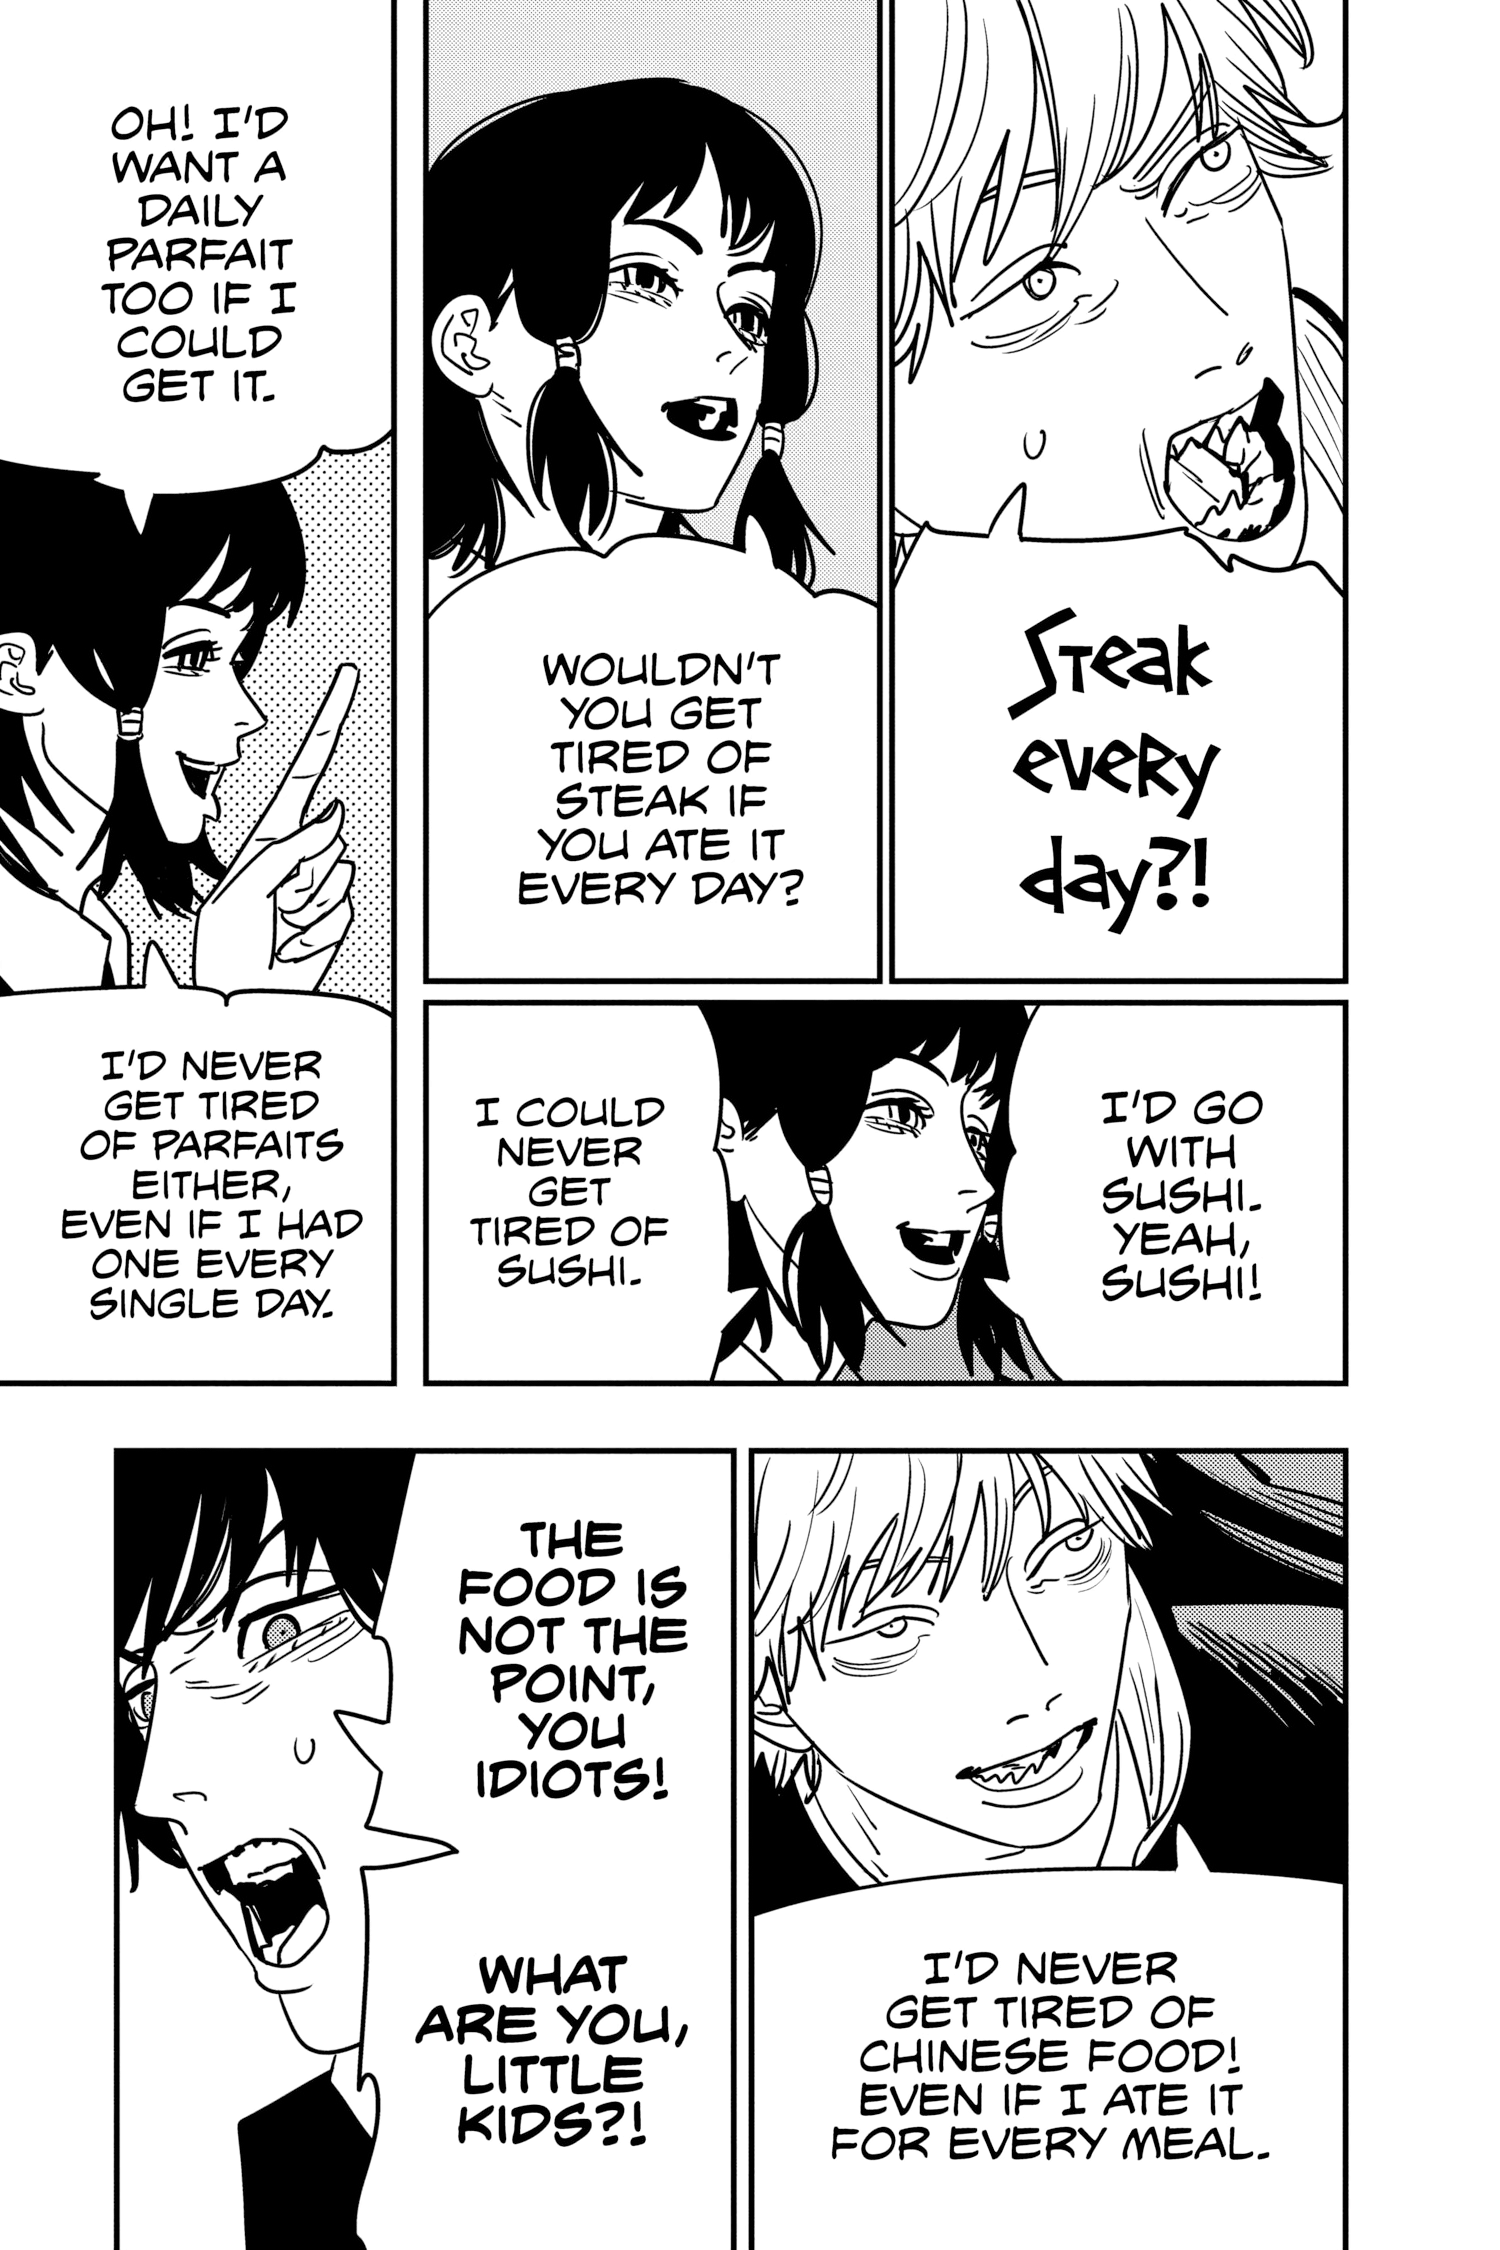 Steak
every
day?!
WOULDN'T
YOU GET
TIRED OF
STEAK IF
YOU ATE IT
EVERY DAY?
I'D GO
WITH
SUSHI.
YEAH,
SUSHI!
I COULD
NEVER
GET
TIRED OF
SUSHI.
OH! I'D
WANT A
DAILY
PARFAIT
TOO IF I
COULD
GET IT.
I'D NEVER
GET TIRED
OF PARFAITS
EITHER,
EVEN IF I HAD
ONE EVERY
SINGLE DAY.
I'D NEVER
GET TIRED OF
CHINESE FOOD!
EVEN IF I ATE IT
FOR EVERY MEAL.
THE
FOOD IS
NOT THE
POINT,
YOU
IDIOTS!
WHAT
ARE YOU,
LITTLE
KIDS?!